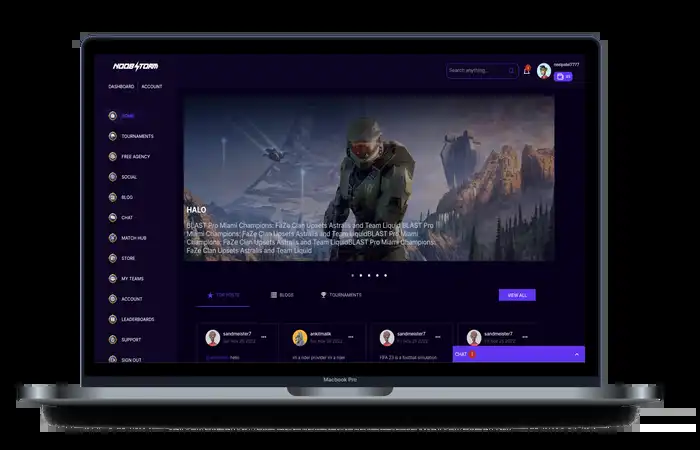 NOOBSTORM
Search anything...
neelpatel7777
DASHBOARD
ACCOUNT
HOME
TOURNAMENTS
FREE AGENCY
SOCIAL
BLOG
CHAT
MATCH HUB
STORE
MY TEAMS
ACCOUNT
LEADERBOARDS
SUPPORT
SIGN OUT
HALO
BLAST Pro Miami Champions: FaZe Clan Upsets Astralis and Team Liquid BLAST Pro
Miami Champions: FaZe Clan Upsets Astralis and Team LiquidBLAST Pro Miami
Champions: FaZe Clan Upsets Astralis and Team LiquidBLAST Pro Miami Champions:
FaZe Clan Upsets Astralis and Team Liquid
TOP POSTS
BLOGS
TOURNAMENTS
VIEW ALL
sandmeister7
ankitmalik
sandmeister7
sandmeister7
hello
im a rider provider im a rider
FIFA 23 is a football simulation
CHAT
Macbook Pro